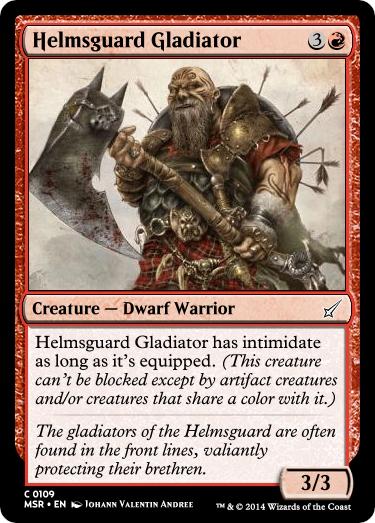 Helmsguard Gladiator 3
Creature — Dwarf Warrior
Helmsguard Gladiator has intimidate
as long as it's equipped. (This creature
can't be blocked except by artifact creatures
and/or creatures that share a color with it.)
The gladiators of the Helmsguard are often
found in the front lines, valiantly
protecting their brethren.
3/3
C 0109
MSR • EN Johann Valentin Andree
™ & © 2014 Wizards of the Coast